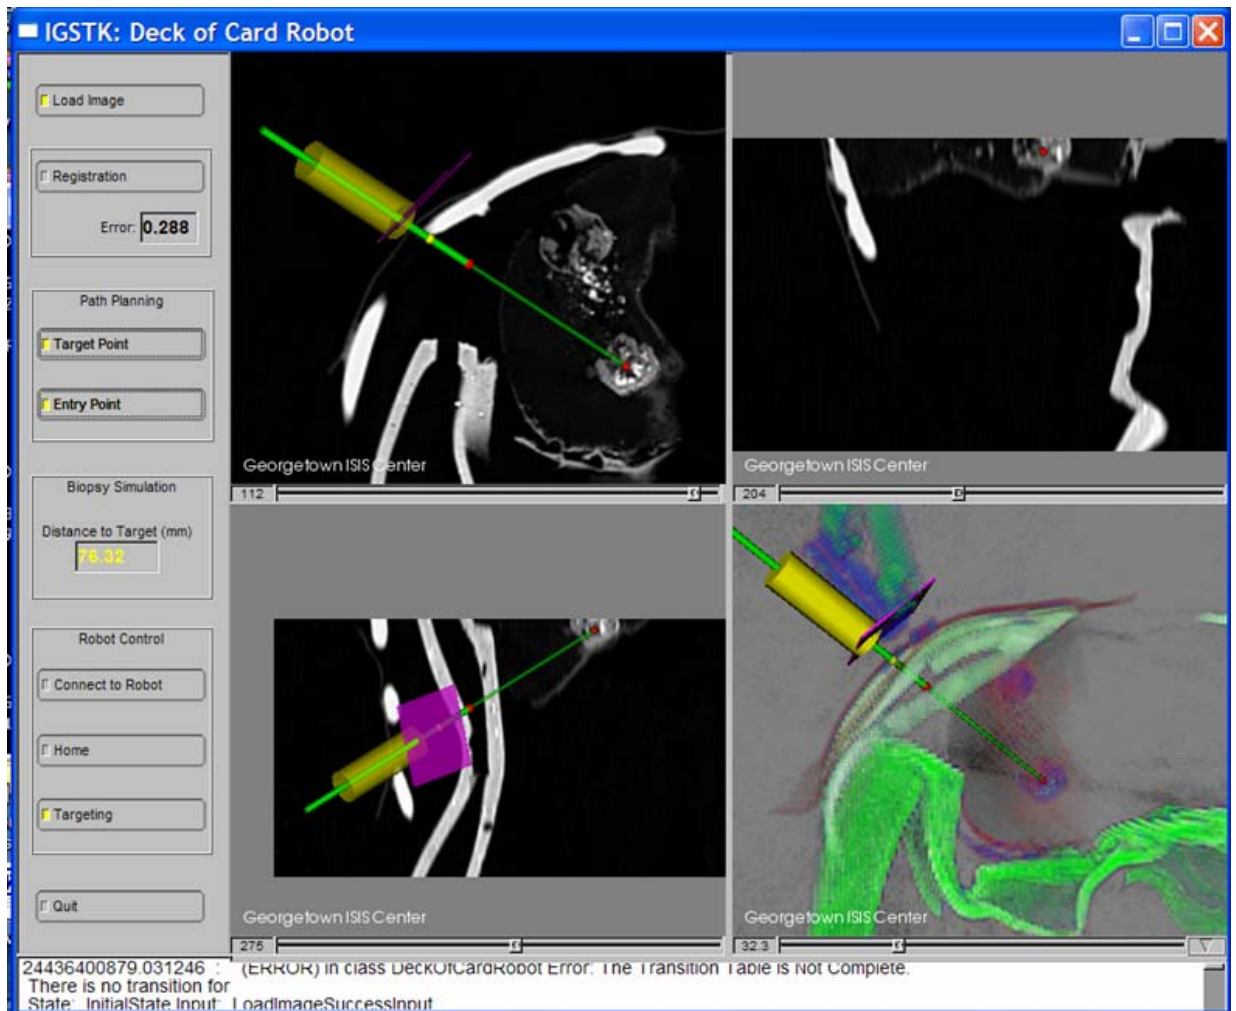 IGSTK: Deck of Card Robot
Load Image
Registration
Error: 0.288
Path Planning
Target Point
Entry Point
Biopsy Simulation
Distance to Target (mm)
76.32
Robot Control
Connect to Robot
Home
Targeting
Quit
Georgetown ISIS Center
112
Georgetown ISIS Center
204
Georgetown ISIS Center
275
Georgetown ISIS Center
32.3
24436400879.031246 : (ERROR) in class DeckOfCardRobot Error: The Transition Table is Not Complete.
There is no transition for
State: InitialState Input: LoadImageSuccessInput